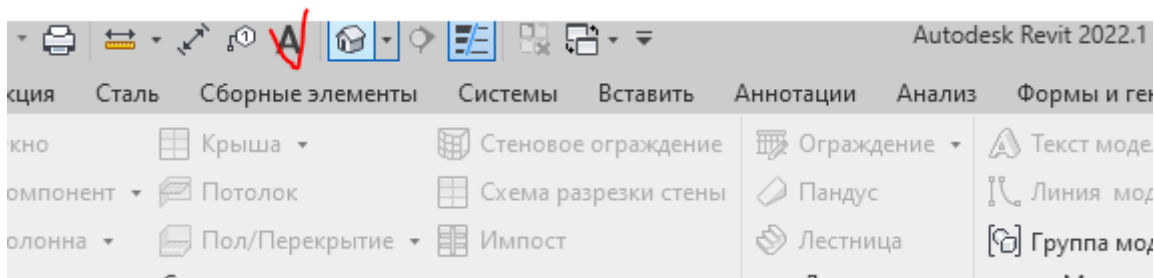 A Autodesk Revit 2022.1
кция Сталь Сборные элементы Системы Вставить Аннотации Анализ Формы и ген
кно Крыша Стеновое ограждение Ограждение Текст модел
омпонент Потолок Схема разрезки стены Пандус Линия мод
олонна Пол/Перекрытие Импост Лестница Группа мод